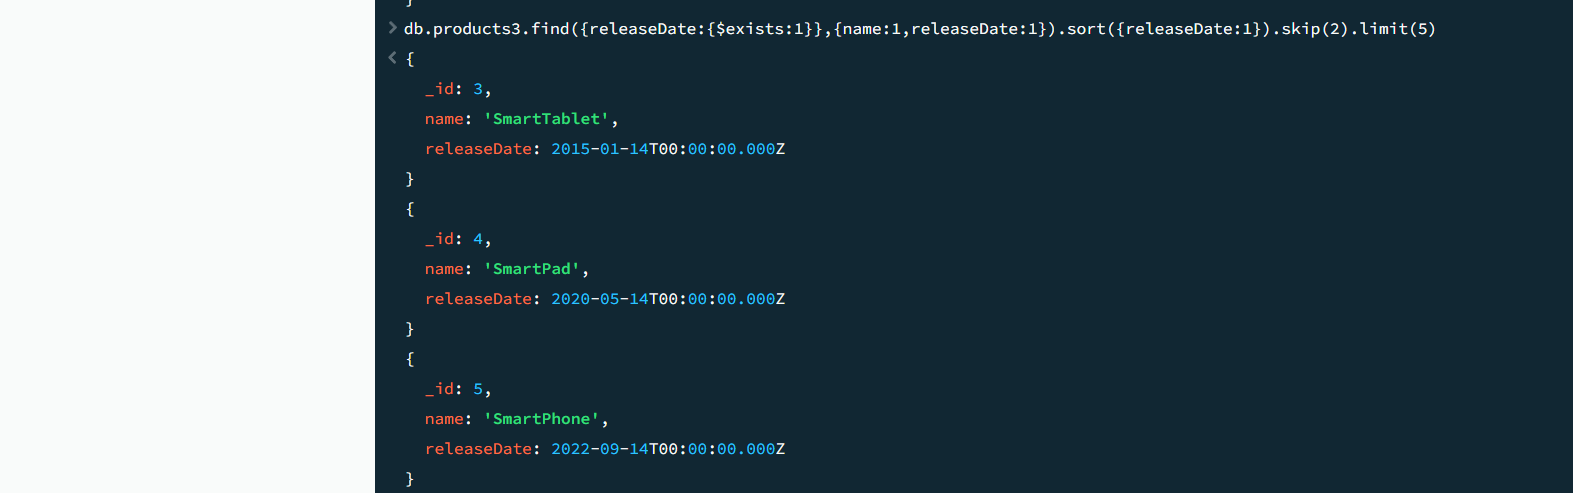 }
> db.products3.find({releaseDate:{$exists:1}},{name:1,releaseDate:1}).sort({releaseDate:1}).skip(2).limit(5)
< {
_id: 3,
name: 'SmartTablet',
releaseDate: 2015-01-14T00:00:00.000Z
}
{
_id: 4,
name: 'SmartPad',
releaseDate: 2020-05-14T00:00:00.000Z
}
{
_id: 5,
name: 'SmartPhone',
releaseDate: 2022-09-14T00:00:00.000Z
}